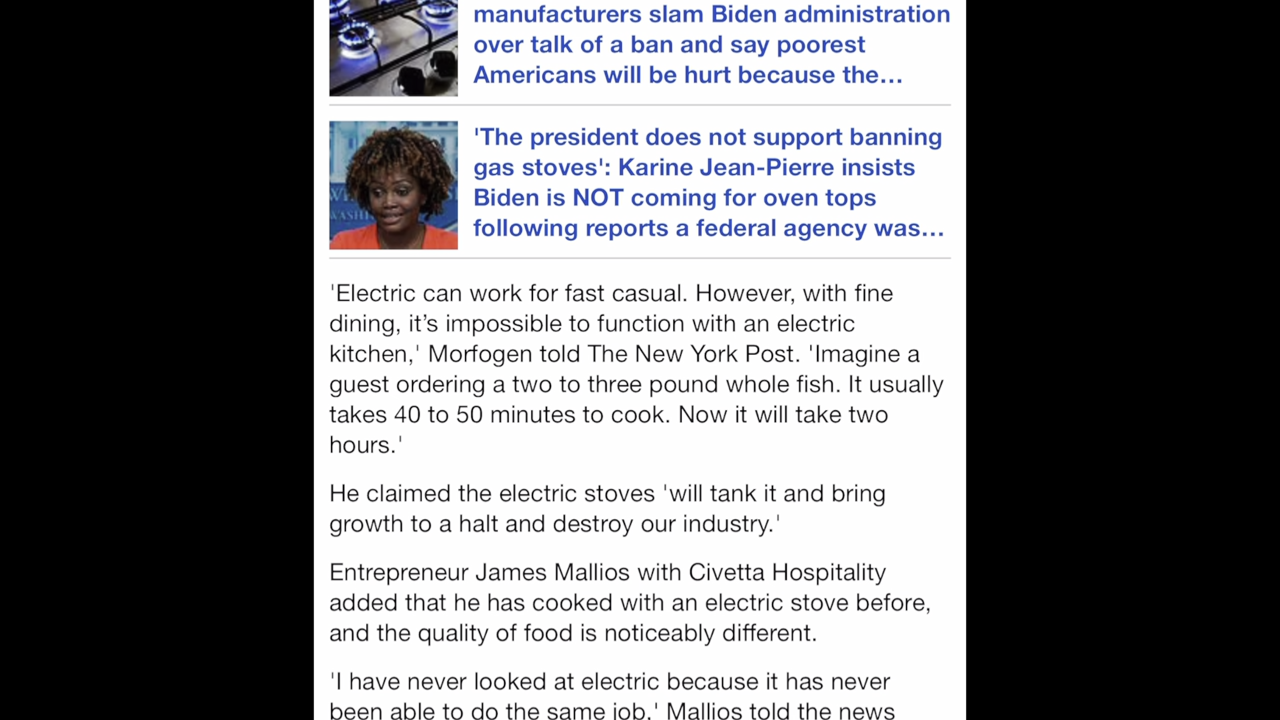 manufacturers slam Biden administration
over talk of a ban and say poorest
Americans will be hurt because the...
'The president does not support banning
gas stoves': Karine Jean-Pierre insists
Biden is NOT coming for oven tops
following reports a federal agency was...
'Electric can work for fast casual. However, with fine
dining, it’s impossible to function with an electric
kitchen,' Morfogen told The New York Post. 'Imagine a
guest ordering a two to three pound whole fish. It usually
takes 40 to 50 minutes to cook. Now it will take two
hours.'
He claimed the electric stoves 'will tank it and bring
growth to a halt and destroy our industry.'
Entrepreneur James Mallios with Civetta Hospitality
added that he has cooked with an electric stove before,
and the quality of food is noticeably different.
'I have never looked at electric because it has never
been able to do the same job,' Mallios told the news